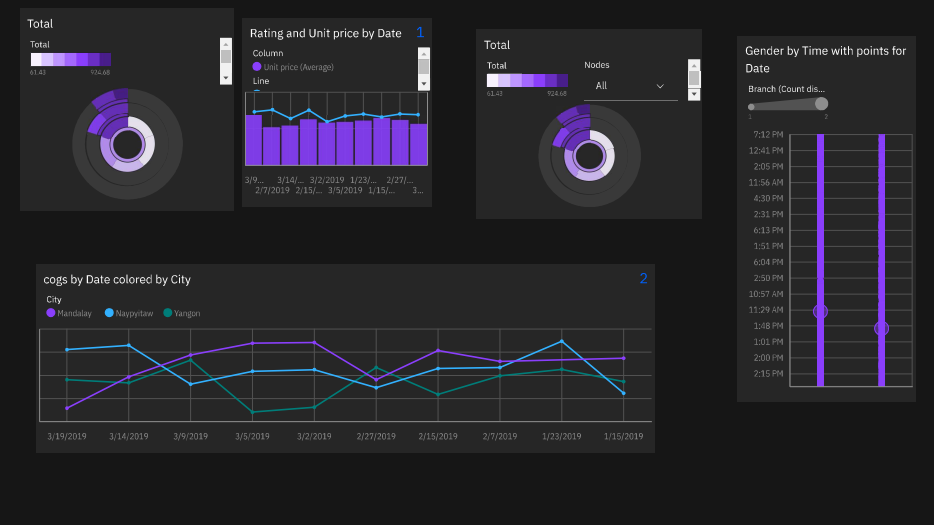 Total
Total
61.43 924.68
Rating and Unit price by Date 1
Column
Unit price (Average)
Line
3/9... 3/14/... 3/2/2019 1/23/... 2/27/...
2/7/2019 2/15/... 3/5/2019 1/15/... 3...
Total
Total
61.43 924.68
Nodes
All
Gender by Time with points for
Date
Branch (Count dis...
1 2
7:12 PM
12:41 PM
2:05 PM
11:56 AM
4:30 PM
2:31 PM
6:13 PM
1:51 PM
6:04 PM
2:50 PM
10:57 AM
11:29 AM
1:48 PM
1:01 PM
2:00 PM
2:15 PM
cogs by Date colored by City 2
City
Mandalay Naypyitaw Yangon
3/19/2019 3/14/2019 3/9/2019 3/5/2019 3/2/2019 2/27/2019 2/15/2019 2/7/2019 1/23/2019 1/15/2019